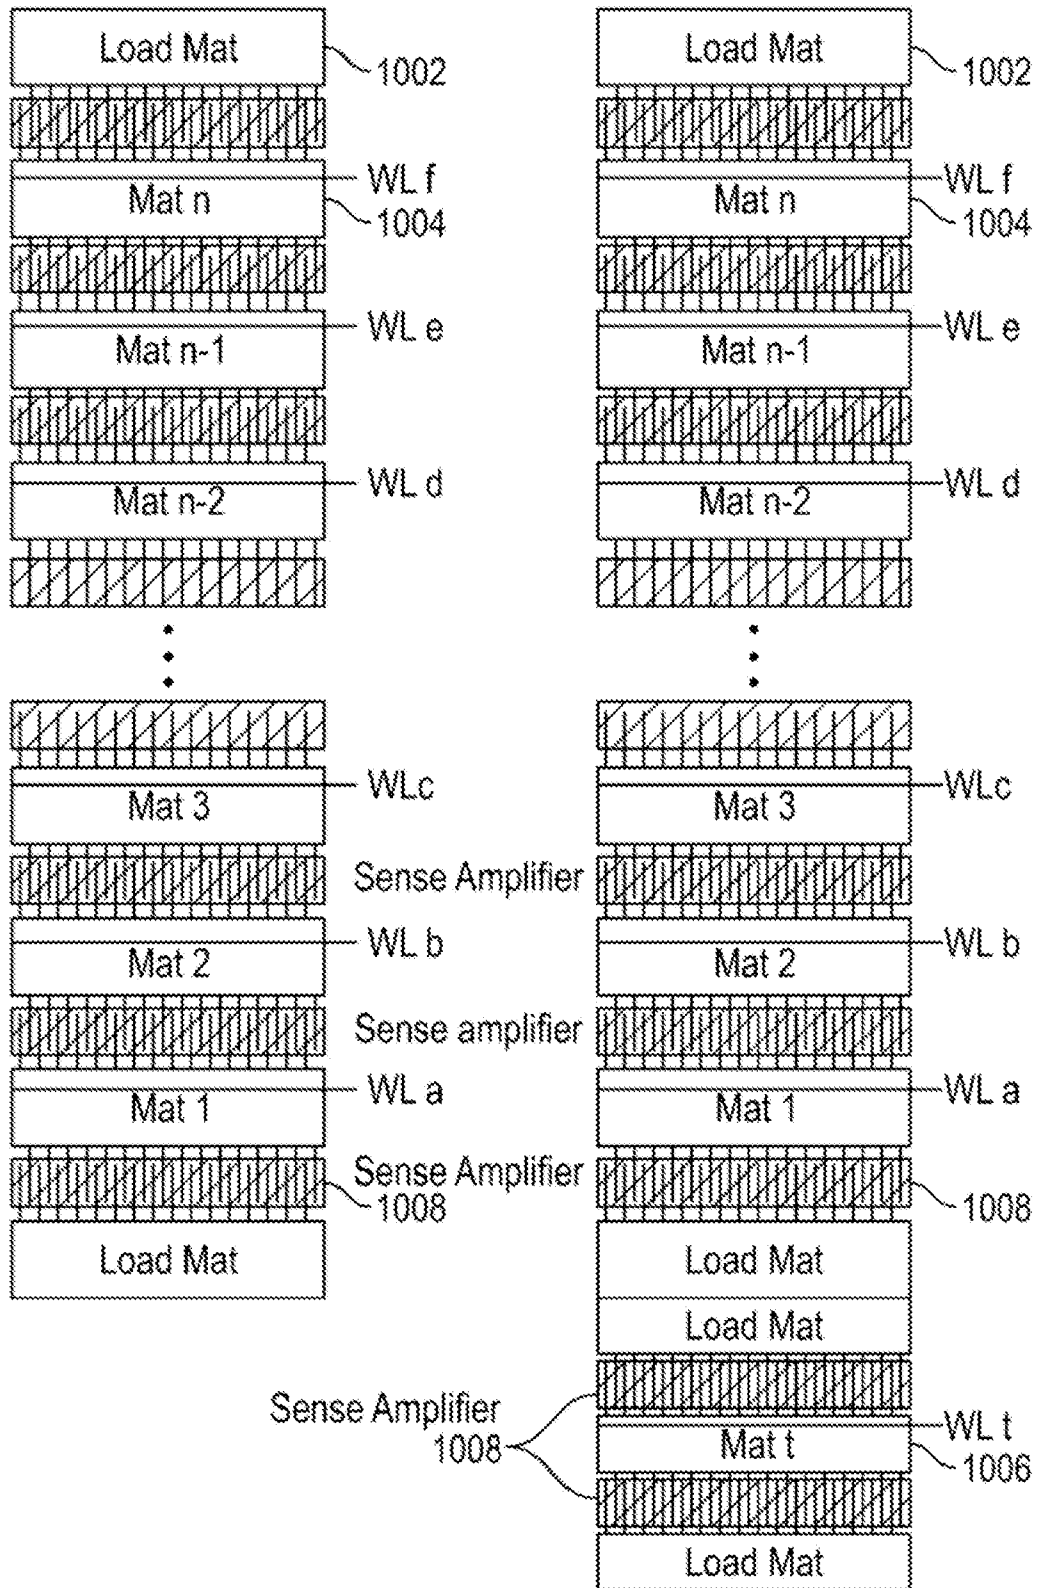 Load Mat
1002
WL f
Mat n
1004
WL e
Mat n-1
WL d
Mat n-2
WLc
Mat 3
Sense Amplifier
WL b
Mat 2
Sense amplifier
WL a
Mat 1
Sense Amplifier
1008
Load Mat
Load Mat
1002
WL f
Mat n
1004
WL e
Mat n-1
WL d
Mat n-2
WLc
Mat 3
WL b
Mat 2
WL a
Mat 1
1008
Load Mat
Load Mat
Sense Amplifier
1008
WL t
Mat t
1006
Load Mat